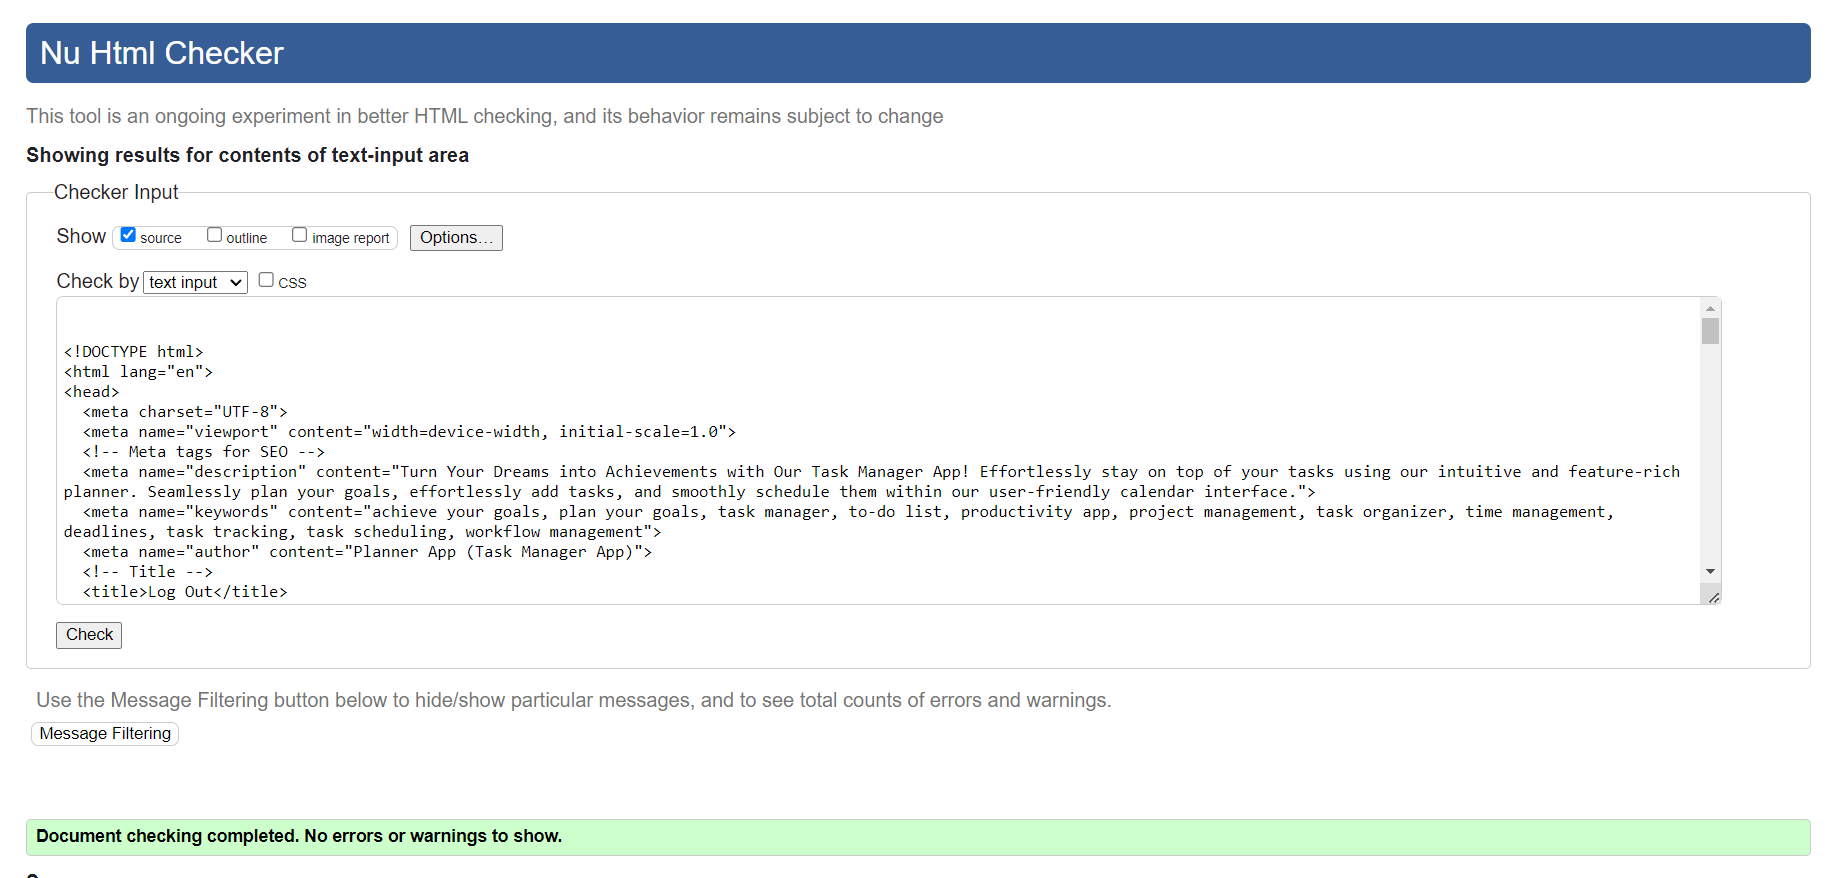 Nu Html Checker
This tool is an ongoing experiment in better HTML checking, and its behavior remains subject to change
Showing results for contents of text-input area
Checker Input
Show source outline image report Options...
Check by text input CSS
<!DOCTYPE html>
<html lang="en">
<head>
<meta charset="UTF-8">
<meta name="viewport" content="width=device-width, initial-scale=1.0">
<!-- Meta tags for SEO -->
<meta name="description" content="Turn Your Dreams into Achievements with Our Task Manager App! Effortlessly stay on top of your tasks using our intuitive and feature-rich
planner. Seamlessly plan your goals, effortlessly add tasks, and smoothly schedule them within our user-friendly calendar interface.">
<meta name="keywords" content="achieve your goals, plan your goals, task manager, to-do list, productivity app, project management, task organizer, time management,
deadlines, task tracking, task scheduling, workflow management">
<meta name="author" content="Planner App (Task Manager App)">
<!-- Title -->
<title>Log Out</title>
Check
Use the Message Filtering button below to hide/show particular messages, and to see total counts of errors and warnings.
Message Filtering
Document checking completed. No errors or warnings to show.